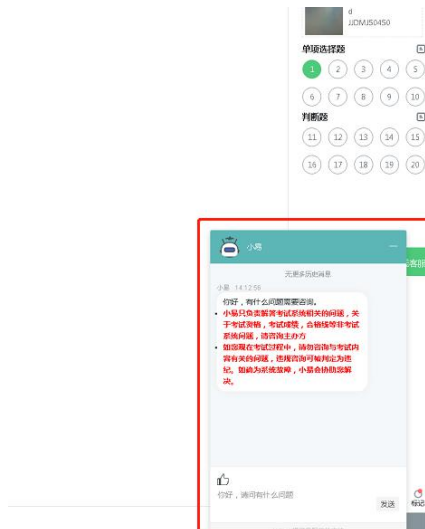 d
JJDMJS0450
单项选择题
1 2 3 4 5
6 7 8 9 10
判断题
11 12 13 14 15
16 17 18 19 20
小易
客服
无更多历史消息
小易 14:12:56
你好，有什么问题需要咨询。
小易只负责解答考试系统相关的问题，关
于考试资格，考试成绩，合格线等非考试
系统问题，请咨询主办方
如您现在考试过程中，请勿咨询与考试内
容有关的问题，违规咨询可被判定为违
纪。如确为系统故障，小易会协助您解
决。
你好，请问有什么问题
发送
标记